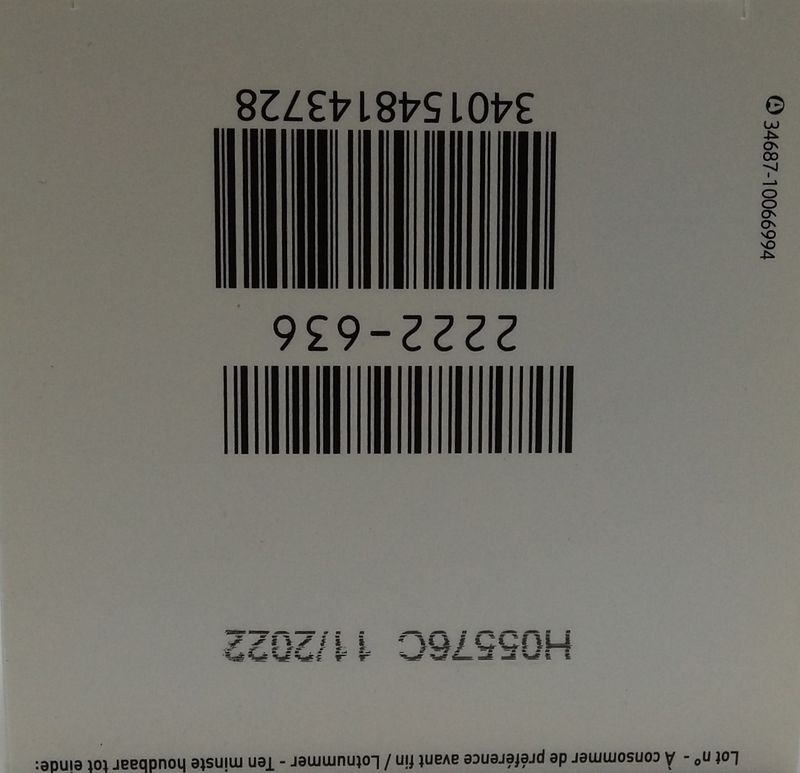 Lot n° - À consommer de préférence avant fin / Lotnummer - Ten minste houdbaar tot einde:
H05576C 11/2022
2222-636
3401548143728
Ⓐ 34687-10066994